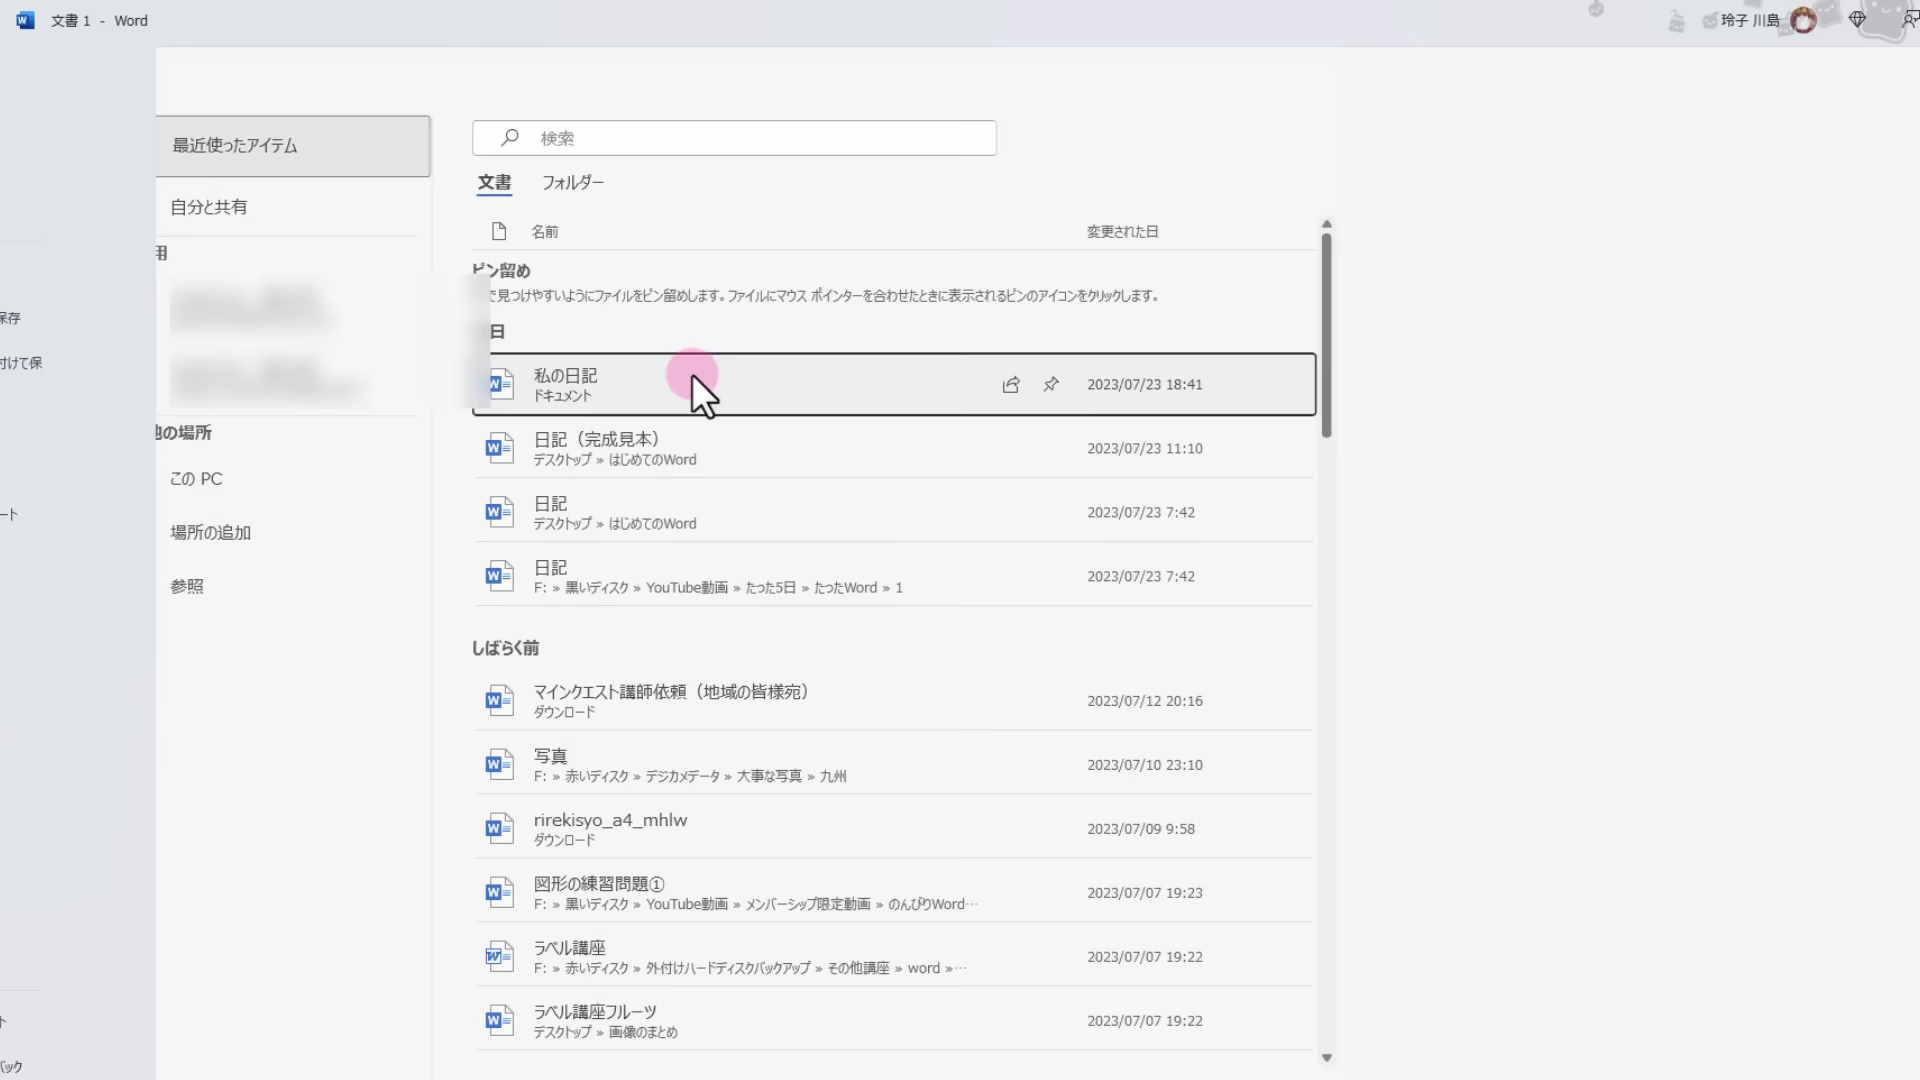 文書 1 - Word
玲子 川島
最近使ったアイテム
自分と共有
用
他の場所
この PC
場所の追加
参照
保存
付けて保
ート
ト
バック
検索
文書 フォルダー
名前 変更された日
ピン留め
で見つけやすいようにファイルをピン留めします。ファイルにマウス ポインターを合わせたときに表示されるピンのアイコンをクリックします。
日
私の日記 2023/07/23 18:41
ドキュメント
日記（完成見本） 2023/07/23 11:10
デスクトップ » はじめてのWord
日記 2023/07/23 7:42
デスクトップ » はじめてのWord
日記 2023/07/23 7:42
F: » 黒いディスク » YouTube動画 » たった5日 » たったWord » 1
しばらく前
マインクエスト講師依頼（地域の皆様宛） 2023/07/12 20:16
ダウンロード
写真 2023/07/10 23:10
F: » 赤いディスク » デジカメデータ » 大事な写真 » 九州
rirekisyo_a4_mhlw 2023/07/09 9:58
ダウンロード
図形の練習問題① 2023/07/07 19:23
F: » 黒いディスク » YouTube動画 » メンバーシップ限定動画 » のんびりWord…
ラベル講座 2023/07/07 19:22
F: » 赤いディスク » 外付けハードディスクバックアップ » その他講座 » word »…
ラベル講座フルーツ 2023/07/07 19:22
デスクトップ » 画像のまとめ